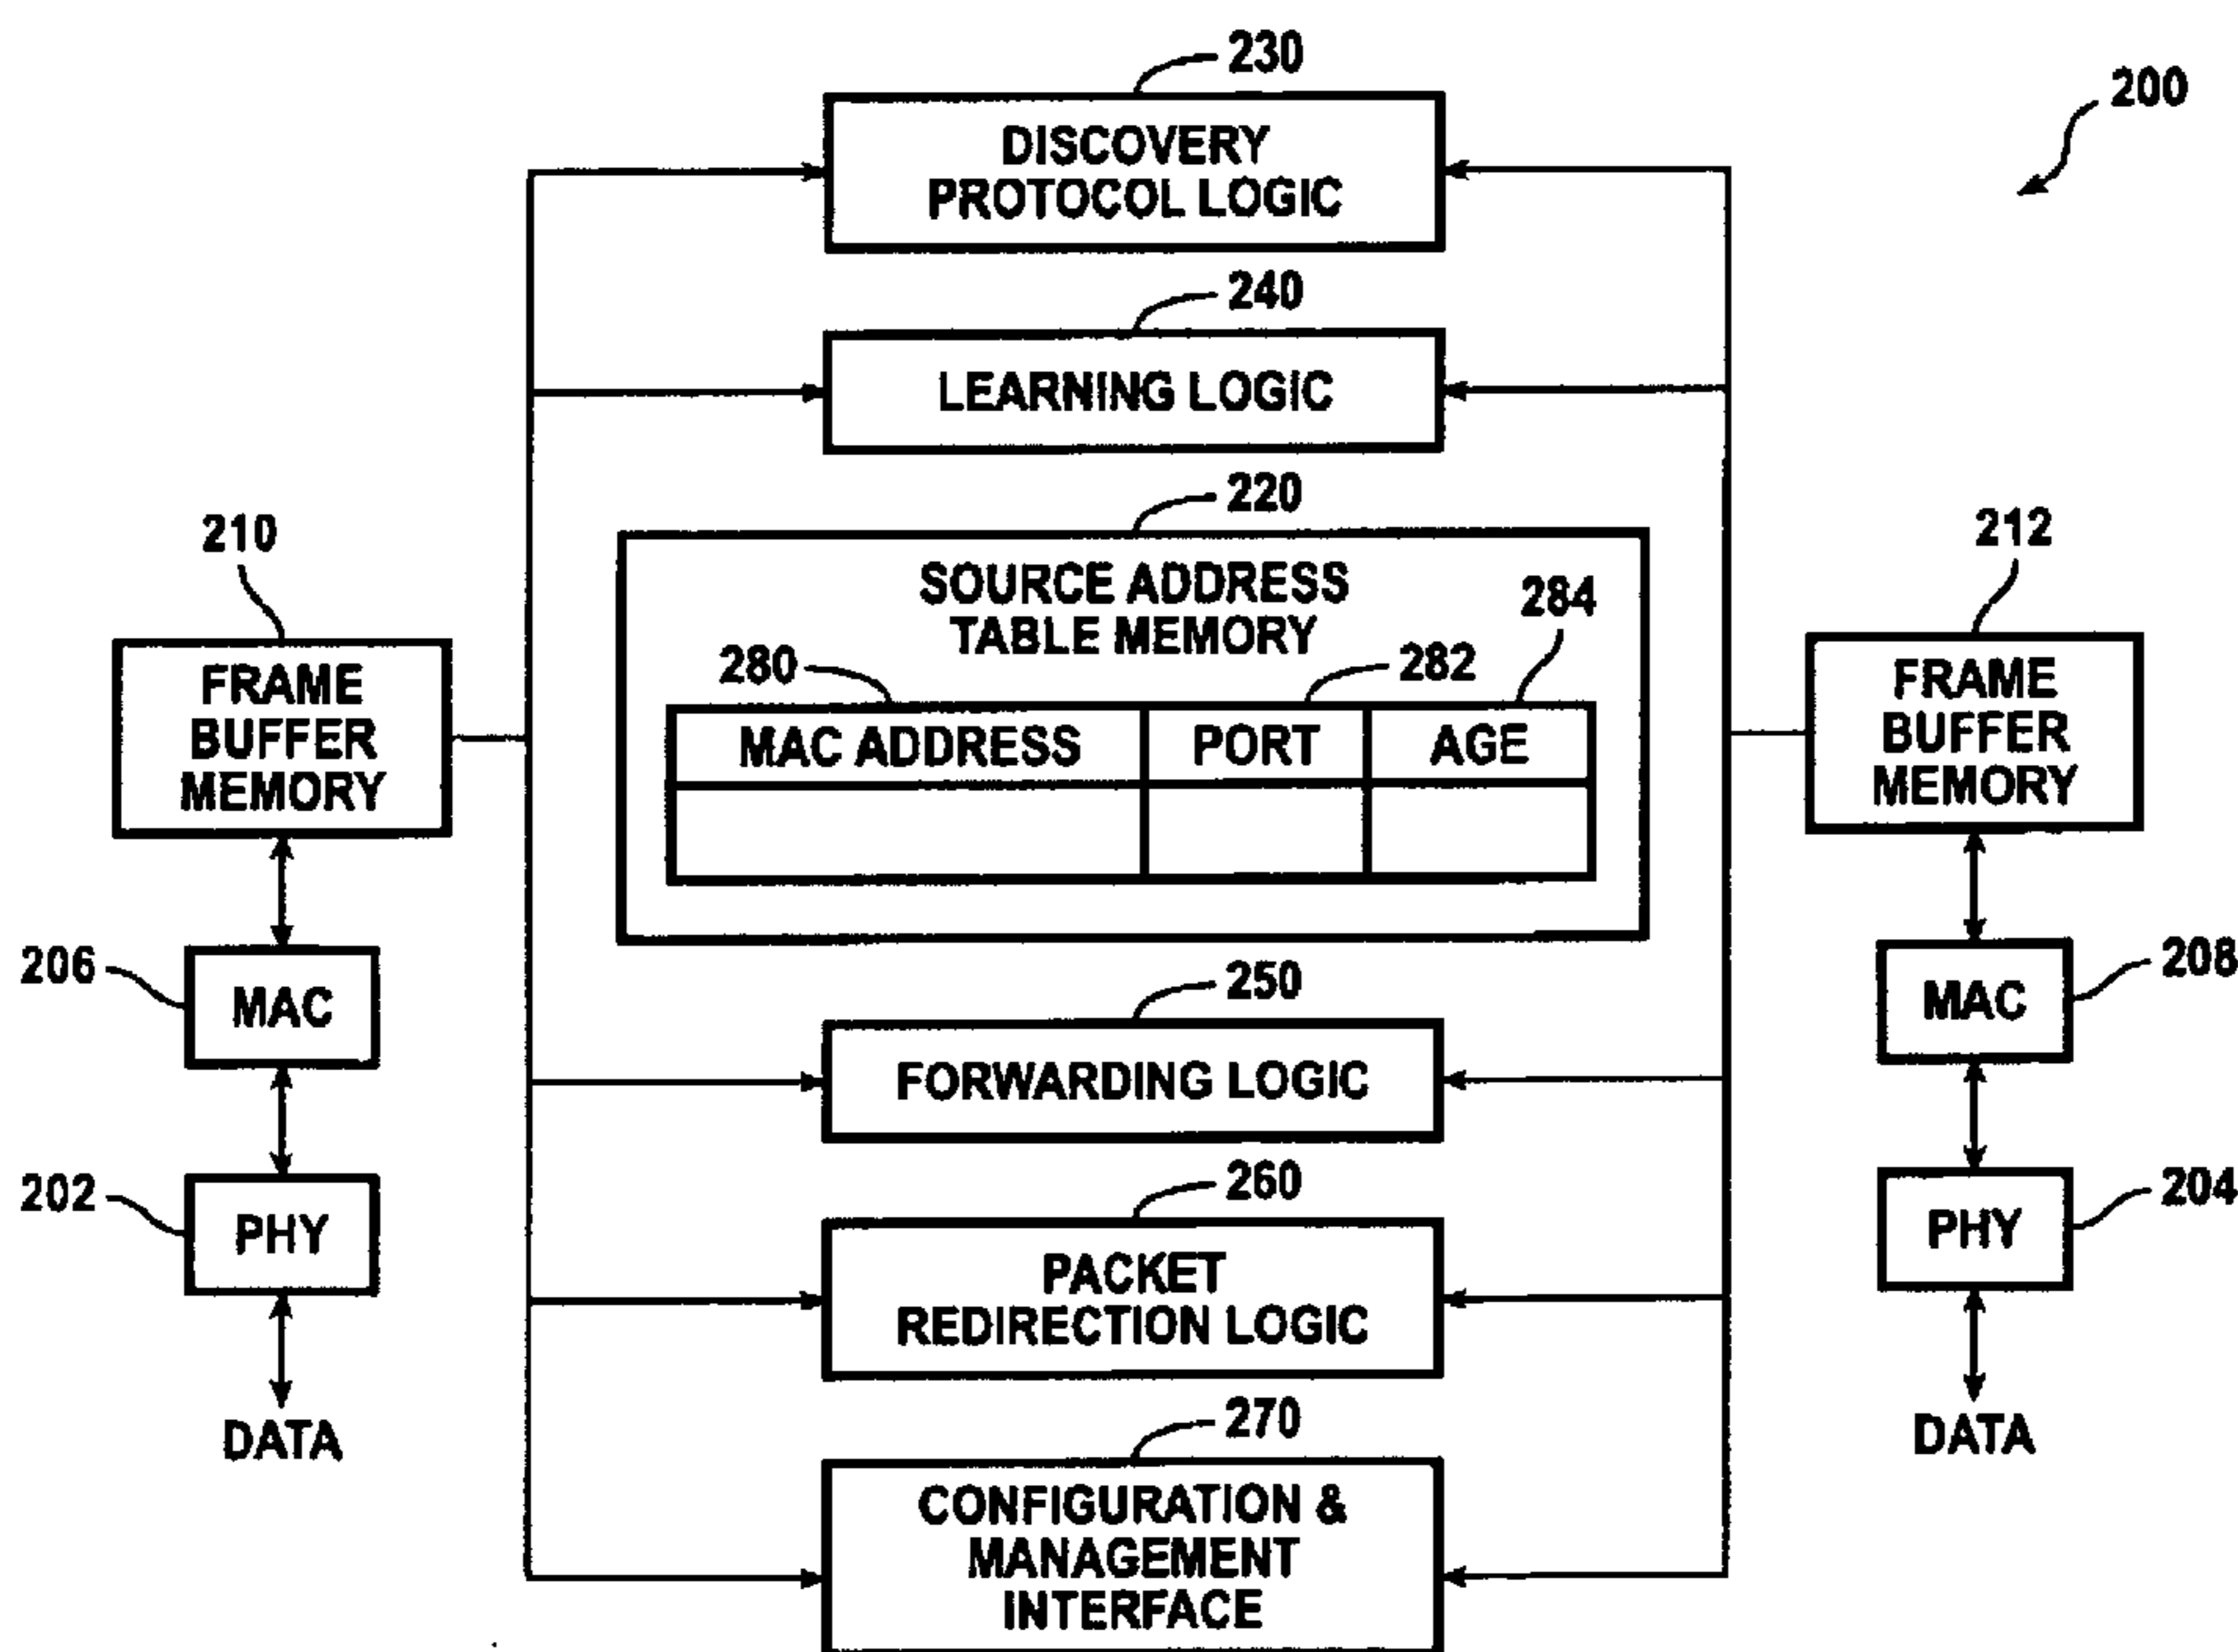 230
200
DISCOVERY
PROTOCOL LOGIC
240
LEARNING LOGIC
220
210
212
SOURCE ADDRESS
TABLE MEMORY
284
280
282
FRAME
BUFFER
MEMORY
MAC ADDRESS PORT AGE
FRAME
BUFFER
MEMORY
206
MAC
250
208
MAC
FORWARDING LOGIC
202
PHY
260
204
PHY
PACKET
REDIRECTION LOGIC
DATA
270
DATA
CONFIGURATION &
MANAGEMENT
INTERFACE